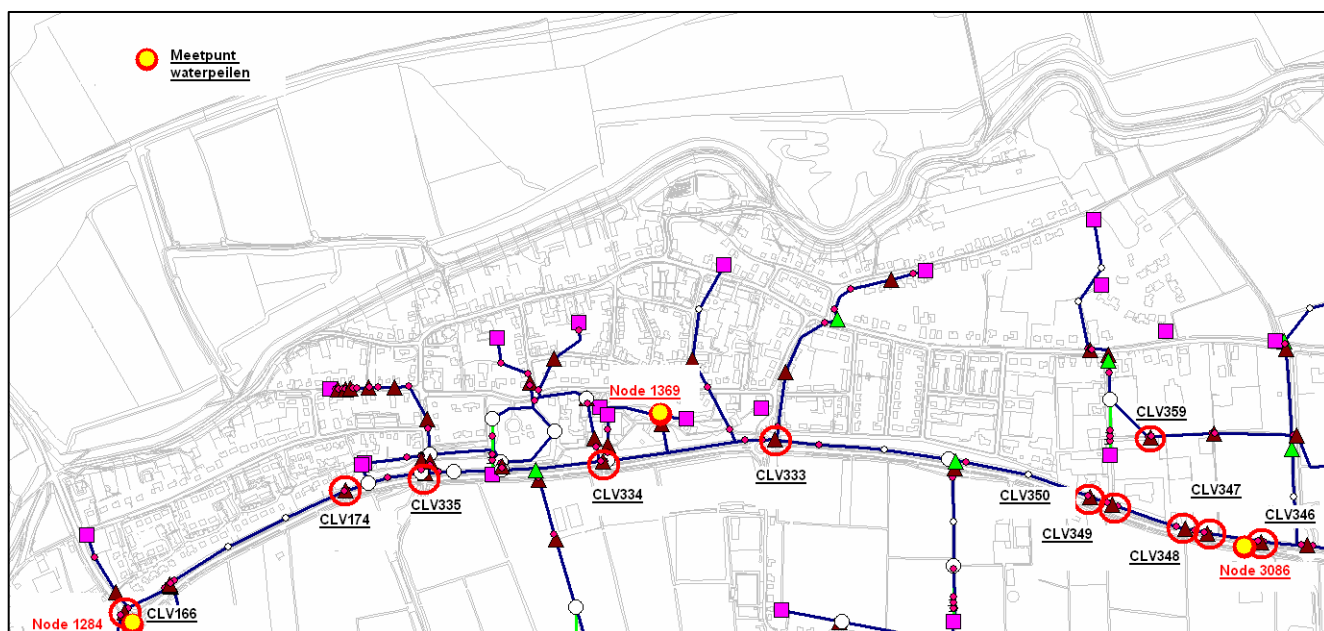 Meetpunt
waterpeilen
Node 1369
CLV359
CLV333
CLV334
CLV335
CLV174
CLV350
CLV347
CLV349
CLV346
CLV348
Node 3086
CLV166
Node 1284